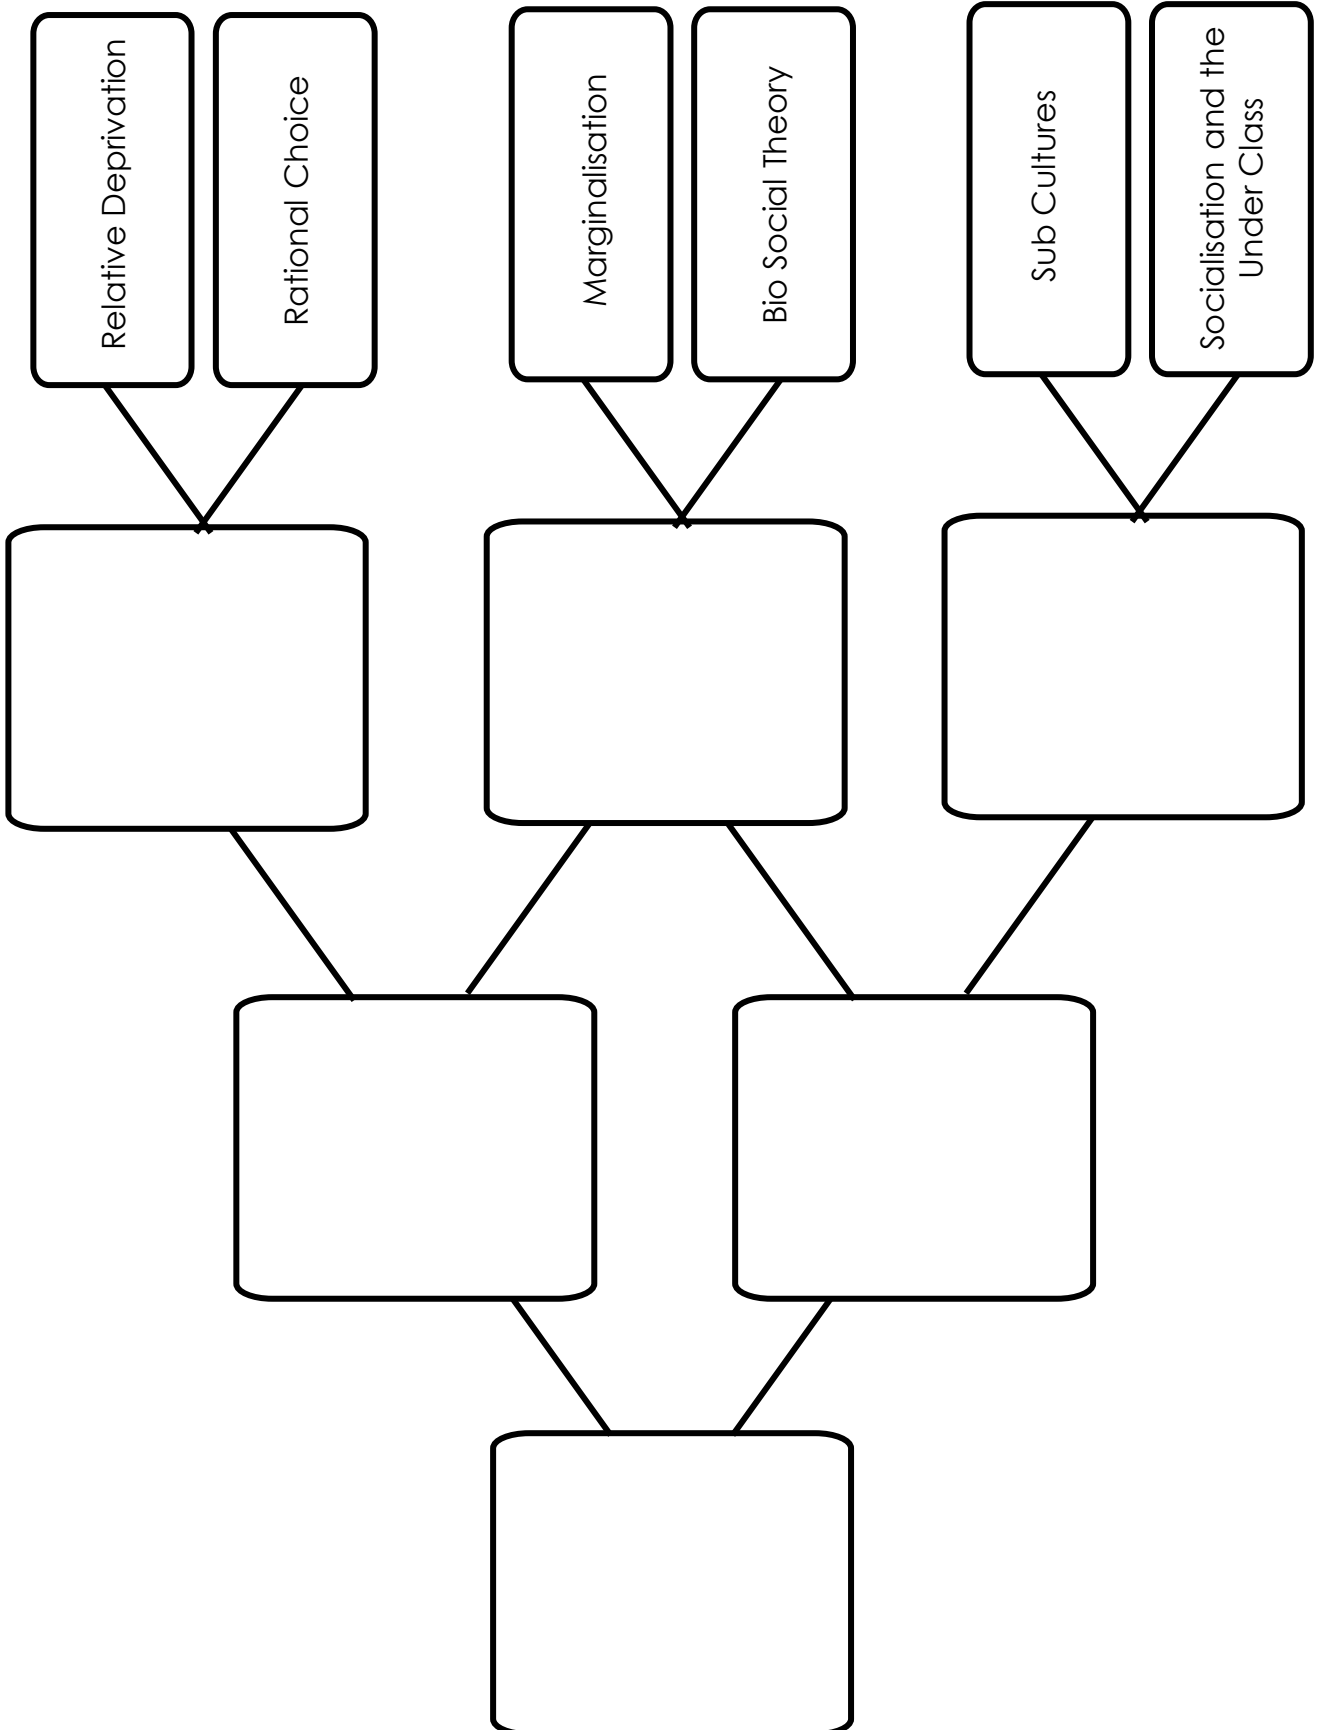 Relative Deprivation
Rational Choice
Marginalisation
Bio Social Theory
Sub Cultures
Socialisation and the
Under Class